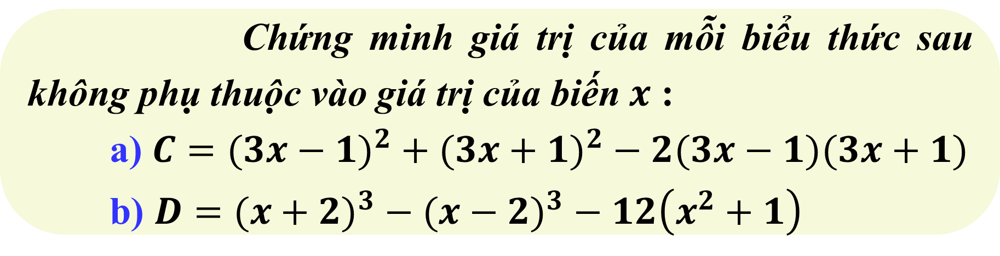 Chứng minh giá trị của mỗi biểu thức sau
không phụ thuộc vào giá trị của biến x :
a) C = (3x − 1)² + (3x + 1)² − 2(3x − 1)(3x + 1)
b) D = (x + 2)³ − (x − 2)³ − 12(x² + 1)